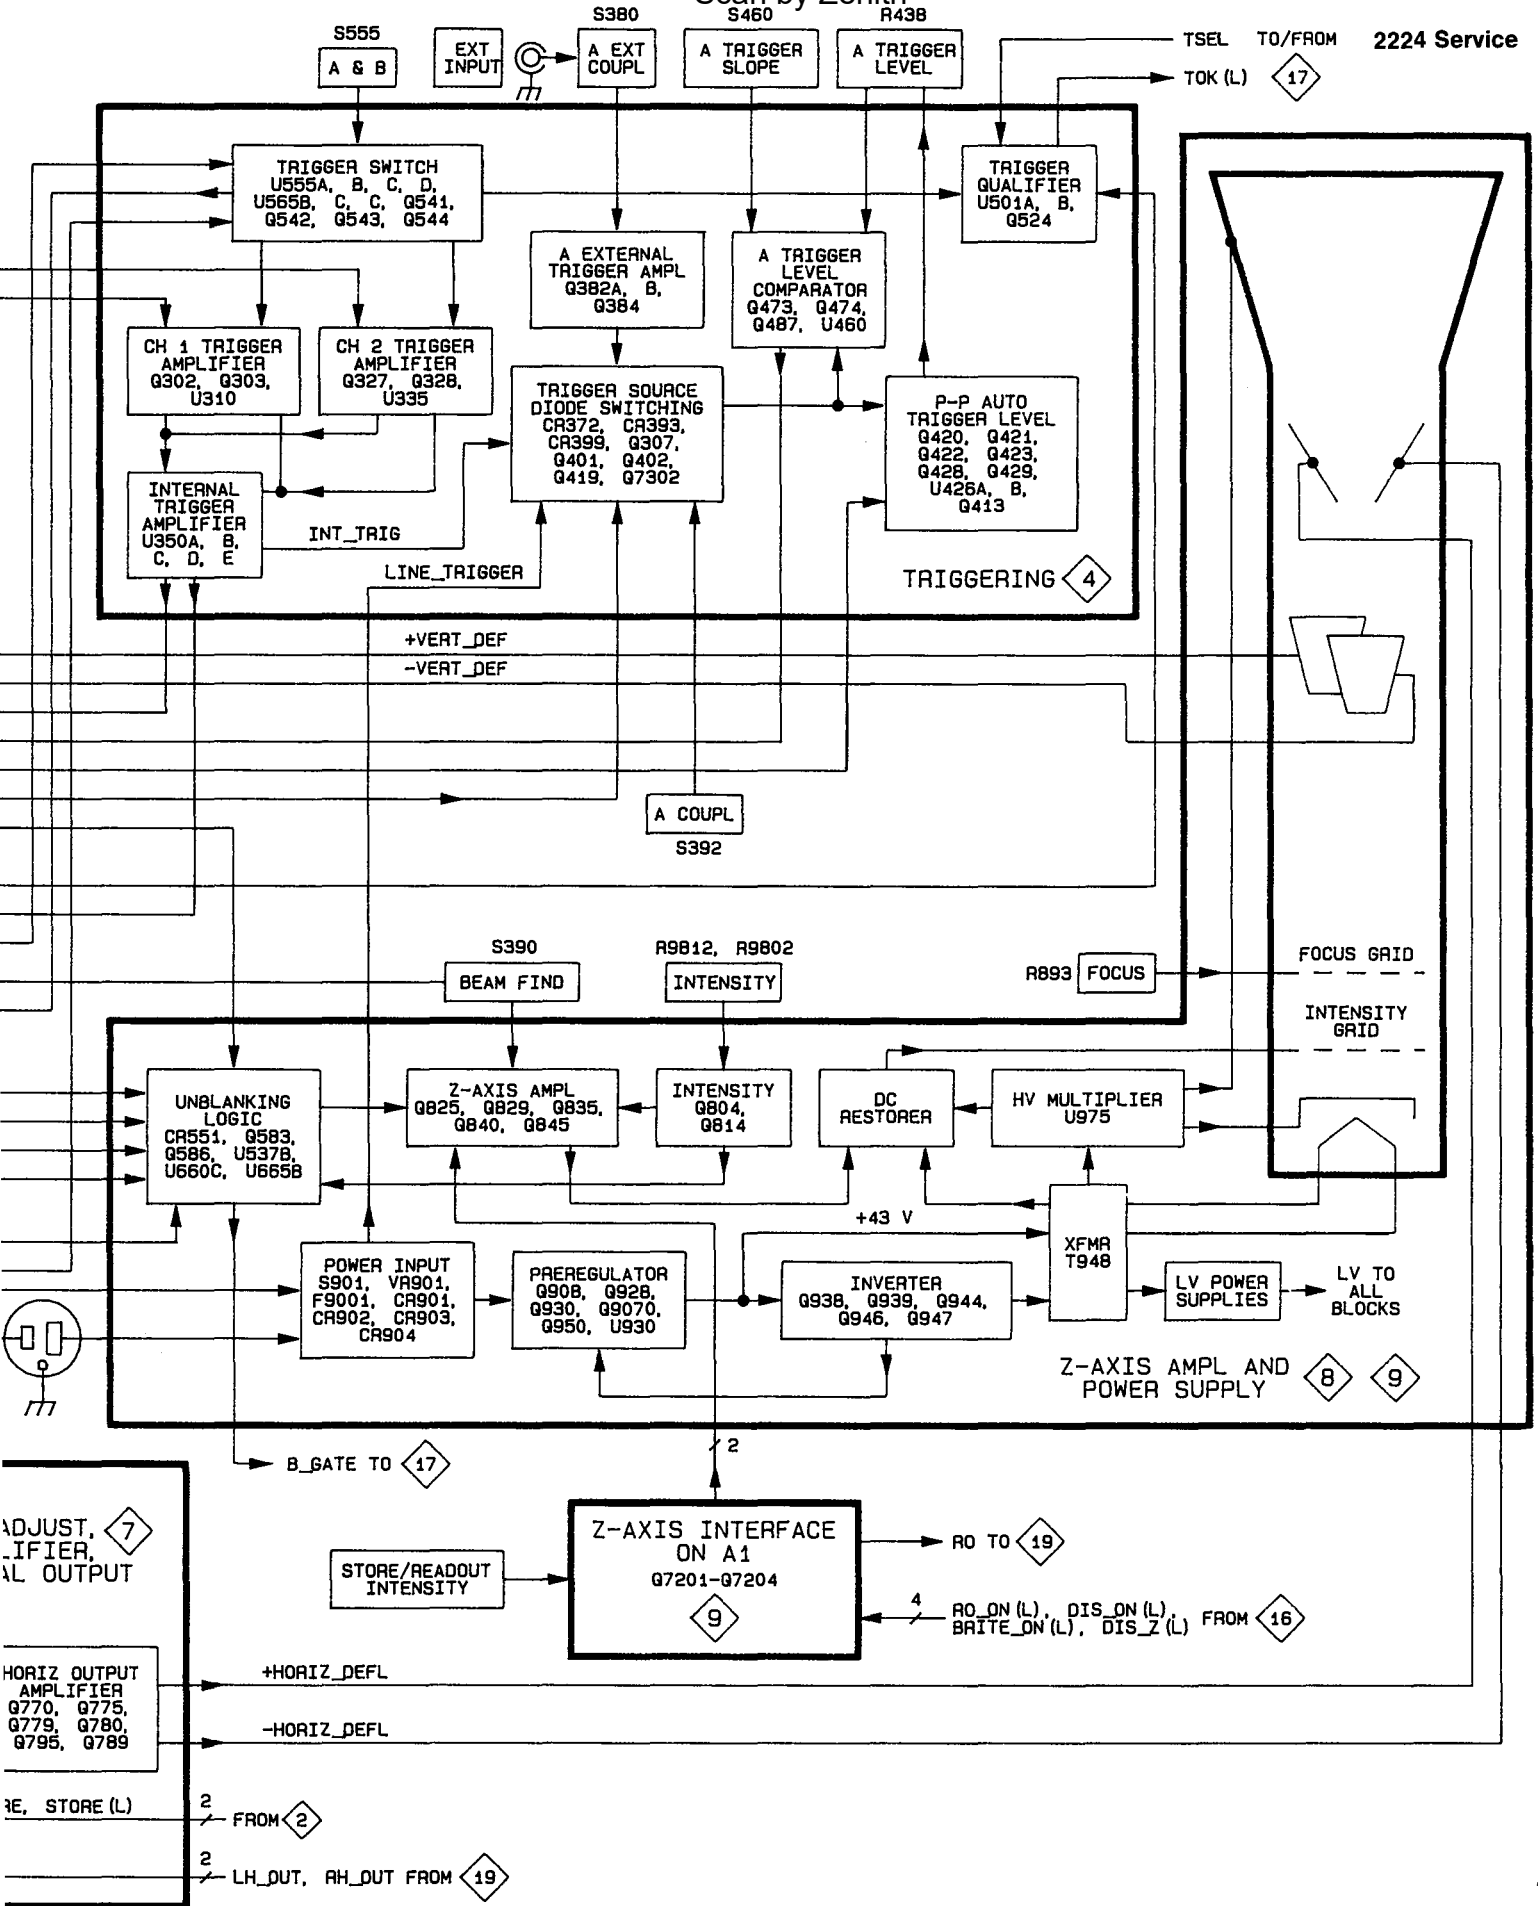 Scan by Zenith
2224 Service
S555
A & B
EXT
INPUT
S380
A EXT
COUPL
S460
A TRIGGER
SLOPE
R438
A TRIGGER
LEVEL
TSEL TO/FROM
TOK (L) 17
TRIGGER SWITCH
U555A, B, C, D,
U565B, C, C, Q541,
Q542, Q543, Q544
TRIGGER
QUALIFIER
U501A, B,
Q524
A EXTERNAL
TRIGGER AMPL
Q382A, B,
Q384
A TRIGGER
LEVEL
COMPARATOR
Q473, Q474,
Q487, U460
CH 1 TRIGGER
AMPLIFIER
Q302, Q303,
U310
CH 2 TRIGGER
AMPLIFIER
Q327, Q328,
U335
TRIGGER SOURCE
DIODE SWITCHING
CR372, CR393,
CR399, Q307,
Q401, Q402,
Q419, Q7302
P-P AUTO
TRIGGER LEVEL
Q420, Q421,
Q422, Q423,
Q428, Q429,
U426A, B,
Q413
INTERNAL
TRIGGER
AMPLIFIER
U350A, B,
C, D, E
INT_TRIG
LINE_TRIGGER
TRIGGERING 4
+VERT_DEF
-VERT_DEF
A COUPL
S392
S390
BEAM FIND
R9812, R9802
INTENSITY
R893 FOCUS
FOCUS GRID
INTENSITY
GRID
UNBLANKING
LOGIC
CR551, Q583,
Q586, U537B,
U660C, U665B
Z-AXIS AMPL
Q825, Q829, Q835,
Q840, Q845
INTENSITY
Q804,
Q814
DC
RESTORER
HV MULTIPLIER
U975
+43 V
POWER INPUT
S901, VR901,
F9001, CR901,
CR902, CR903,
CR904
PREREGULATOR
Q908, Q928,
Q930, Q9070,
Q950, U930
INVERTER
Q938, Q939, Q944,
Q946, Q947
XFMR
T948
LV POWER
SUPPLIES
LV TO
ALL
BLOCKS
Z-AXIS AMPL AND
POWER SUPPLY 8 9
2
B_GATE TO 17
ADJUST, 7
LIFIER,
AL OUTPUT
STORE/READOUT
INTENSITY
Z-AXIS INTERFACE
ON A1
Q7201-Q7204
9
RO TO 19
4
RO_ON (L), DIS_ON (L),
BRITE_ON (L), DIS_Z (L) FROM 16
HORIZ OUTPUT
AMPLIFIER
Q770, Q775,
Q779, Q780,
Q795, Q789
+HORIZ_DEFL
-HORIZ_DEFL
RE, STORE (L)
2
FROM 2
2
LH_OUT, RH_OUT FROM 19